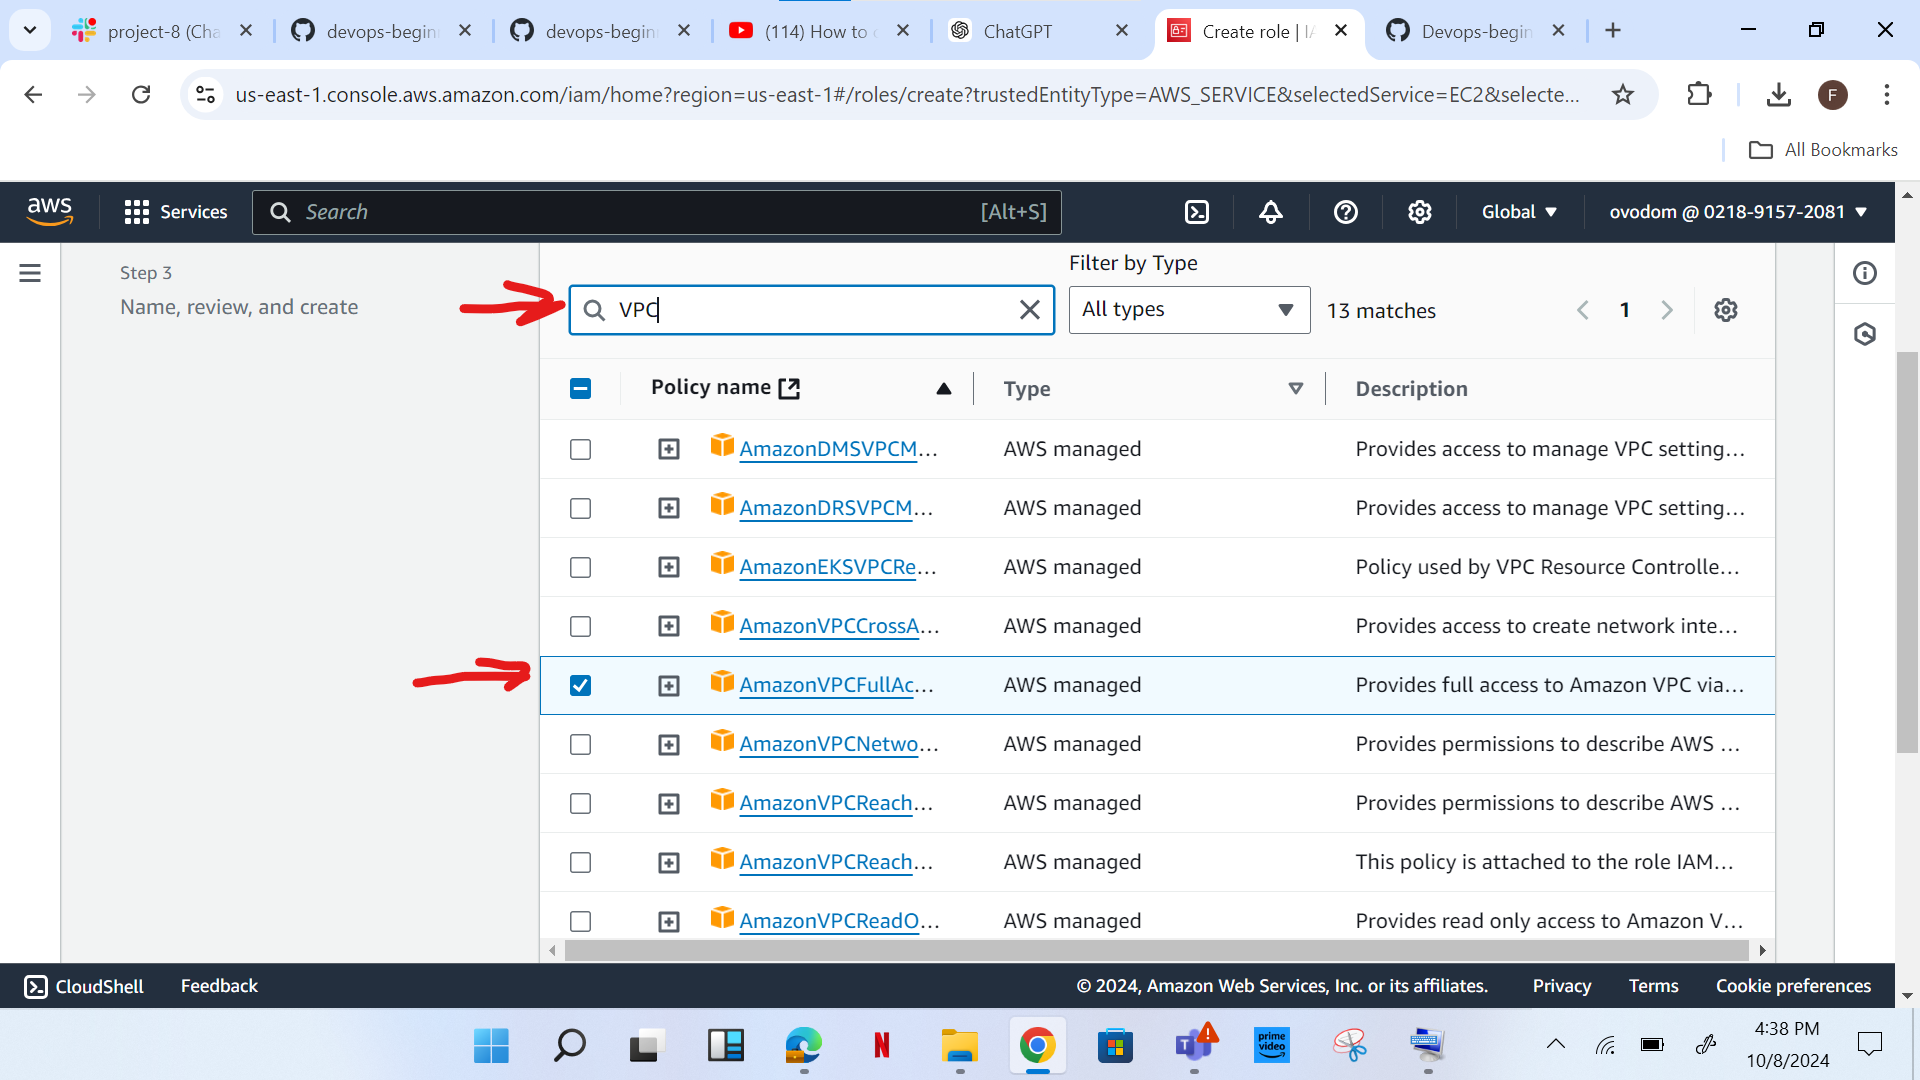 project-8 (Cha
devops-begin
devops-begin
(114) How to c
ChatGPT
Create role | IA
Devops-begin
us-east-1.console.aws.amazon.com/iam/home?region=us-east-1#/roles/create?trustedEntityType=AWS_SERVICE&selectedService=EC2&selecte...
F
All Bookmarks
aws
Services
Search
[Alt+S]
Global
ovodom @ 0218-9157-2081
Step 3
Name, review, and create
Filter by Type
VPC
All types
13 matches
1
Policy name
Type
Description
AmazonDMSVPCM... AWS managed Provides access to manage VPC setting...
AmazonDRSVPCM... AWS managed Provides access to manage VPC setting...
AmazonEKSVPCRe... AWS managed Policy used by VPC Resource Controlle...
AmazonVPCCrossA... AWS managed Provides access to create network inte...
AmazonVPCFullAc... AWS managed Provides full access to Amazon VPC via...
AmazonVPCNetwo... AWS managed Provides permissions to describe AWS ...
AmazonVPCReach... AWS managed Provides permissions to describe AWS ...
AmazonVPCReach... AWS managed This policy is attached to the role IAM...
AmazonVPCReadO... AWS managed Provides read only access to Amazon V...
CloudShell
Feedback
© 2024, Amazon Web Services, Inc. or its affiliates.
Privacy
Terms
Cookie preferences
N
T
prime
video
4:38 PM
10/8/2024